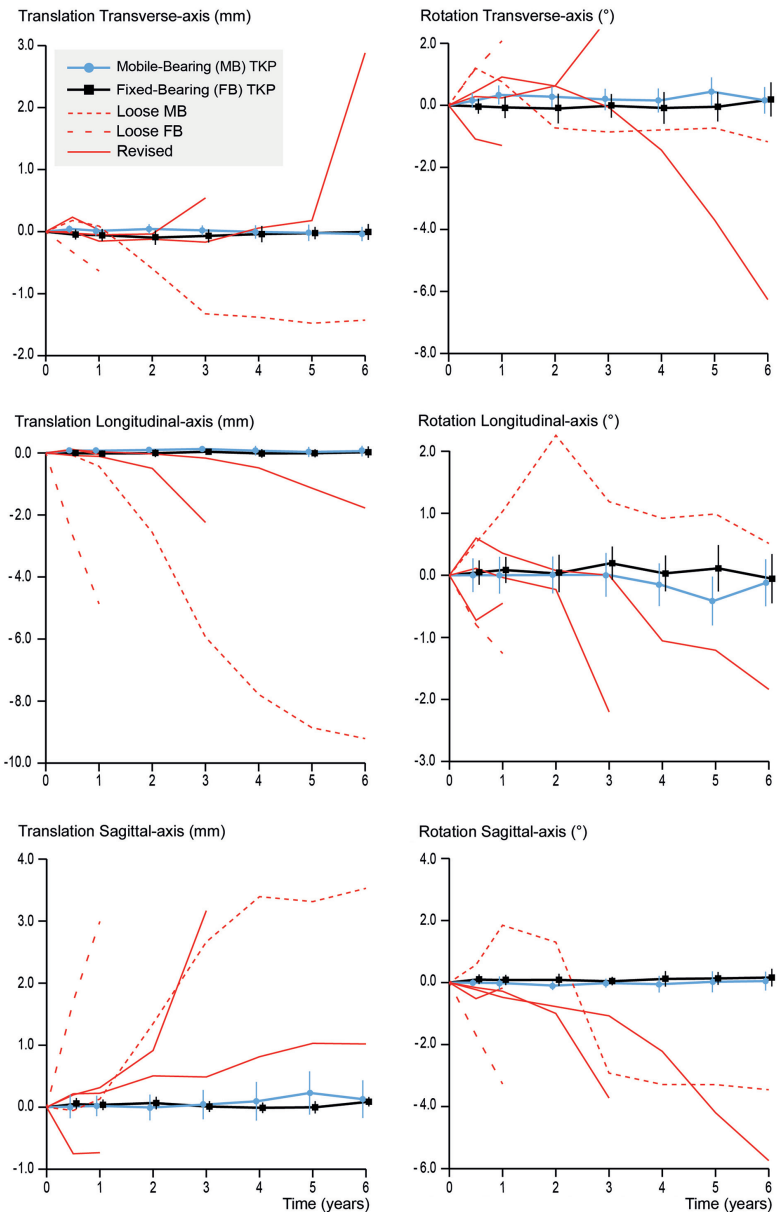 Translation Transverse-axis (mm)
3.0
2.0
1.0
0.0
-1.0
-2.0
Mobile-Bearing (MB) TKP
Fixed-Bearing (FB) TKP
Loose MB
Loose FB
Revised
0 1 2 3 4 5 6
Rotation Transverse-axis (°)
2.0
0.0
-2.0
-4.0
-6.0
-8.0
0 1 2 3 4 5 6
Translation Longitudinal-axis (mm)
0.0
-2.0
-4.0
-6.0
-8.0
-10.0
0 1 2 3 4 5 6
Rotation Longitudinal-axis (°)
2.0
1.0
0.0
-1.0
-2.0
-3.0
0 1 2 3 4 5 6
Translation Sagittal-axis (mm)
4.0
3.0
2.0
1.0
0.0
-1.0
0 1 2 3 4 5 6
Time (years)
Rotation Sagittal-axis (°)
4.0
2.0
0.0
-2.0
-4.0
-6.0
0 1 2 3 4 5 6
Time (years)